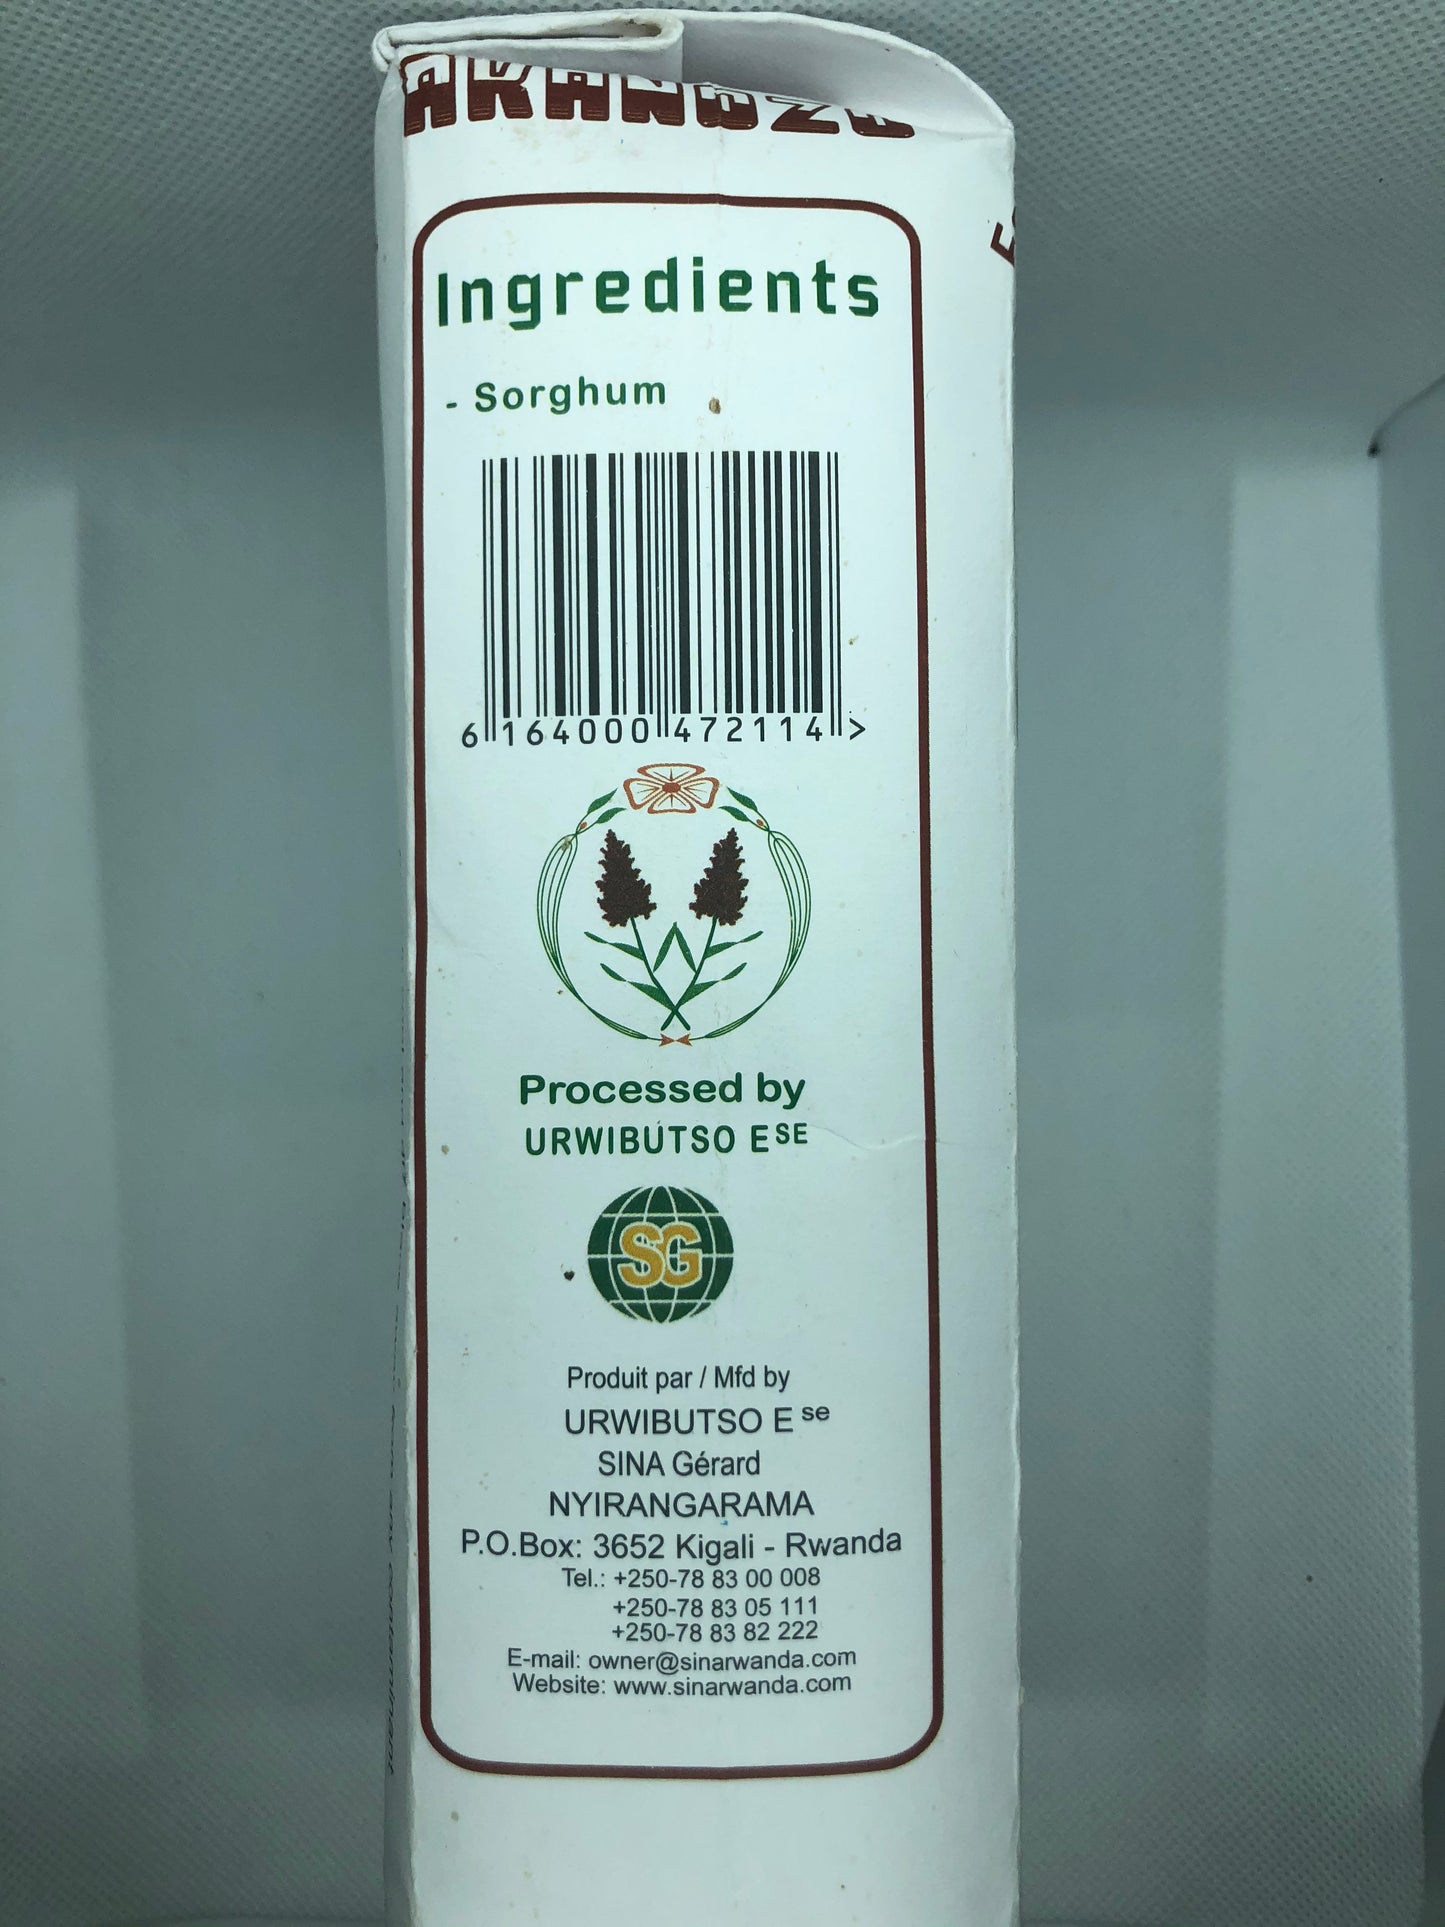 AKANOZE
Ingredients
- Sorghum
6 164000 472114 >
Processed by
URWIBUTSO ESE
SG
Produit par / Mfd by
URWIBUTSO E se
SINA Gérard
NYIRANGARAMA
P.O.Box: 3652 Kigali - Rwanda
Tel.: +250-78 83 00 008
+250-78 83 05 111
+250-78 83 82 222
E-mail: owner@sinarwanda.com
Website: www.sinarwanda.com